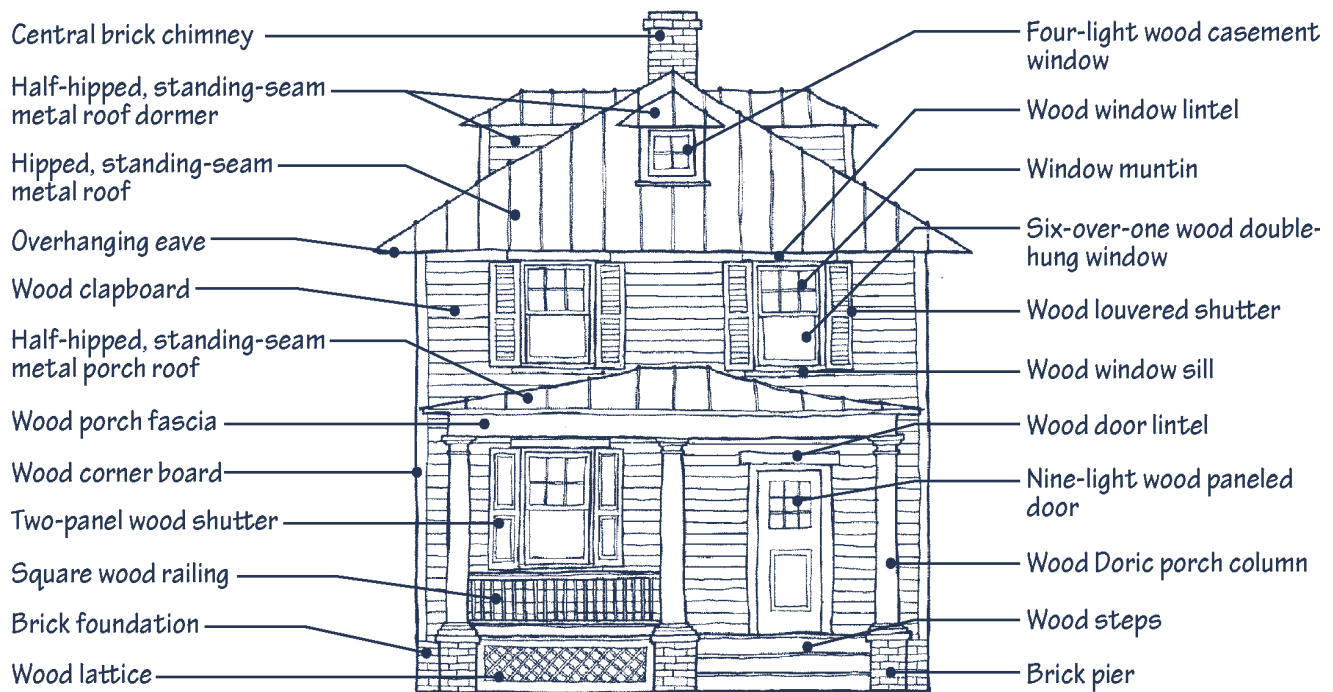 Central brick chimney
Half-hipped, standing-seam
metal roof dormer
Hipped, standing-seam
metal roof
Overhanging eave
Wood clapboard
Half-hipped, standing-seam
metal porch roof
Wood porch fascia
Wood corner board
Two-panel wood shutter
Square wood railing
Brick foundation
Wood lattice
Four-light wood casement
window
Wood window lintel
Window muntin
Six-over-one wood double-
hung window
Wood louvered shutter
Wood window sill
Wood door lintel
Nine-light wood paneled
door
Wood Doric porch column
Wood steps
Brick pier